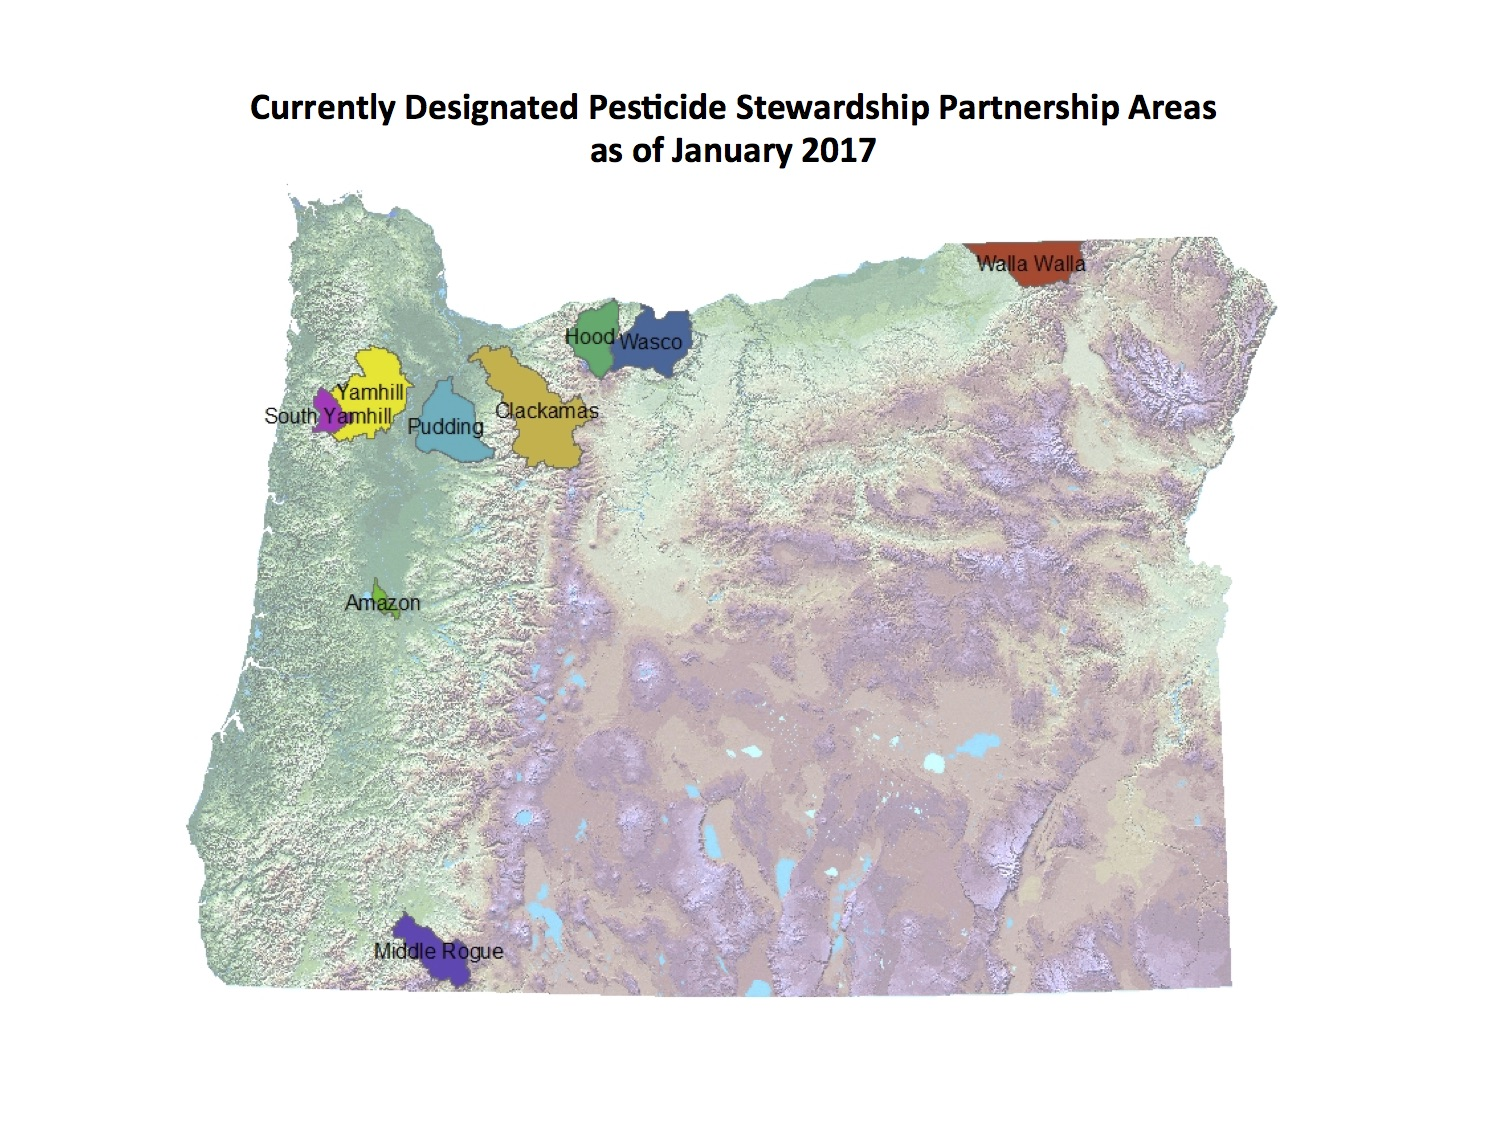 Currently Designated Pesticide Stewardship Partnership Areas
as of January 2017
Walla Walla
Hood
Wasco
Yamhill
South Yamhill
Clackamas
Pudding
Amazon
Middle Rogue